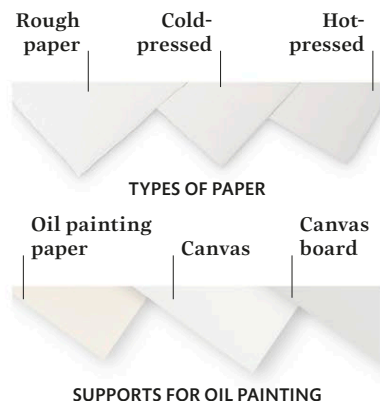 Rough
paper
Cold-
pressed
Hot-
pressed
TYPES OF PAPER
Oil painting
paper
Canvas
Canvas
board
SUPPORTS FOR OIL PAINTING